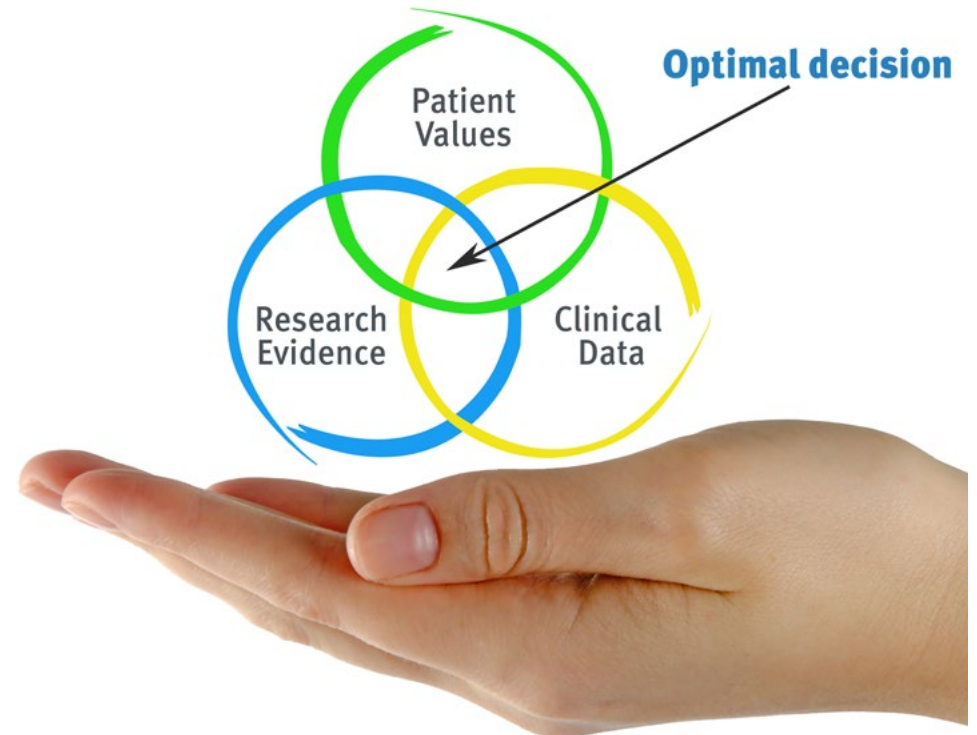 Optimal decision
Patient
Values
Research
Evidence
Clinical
Data